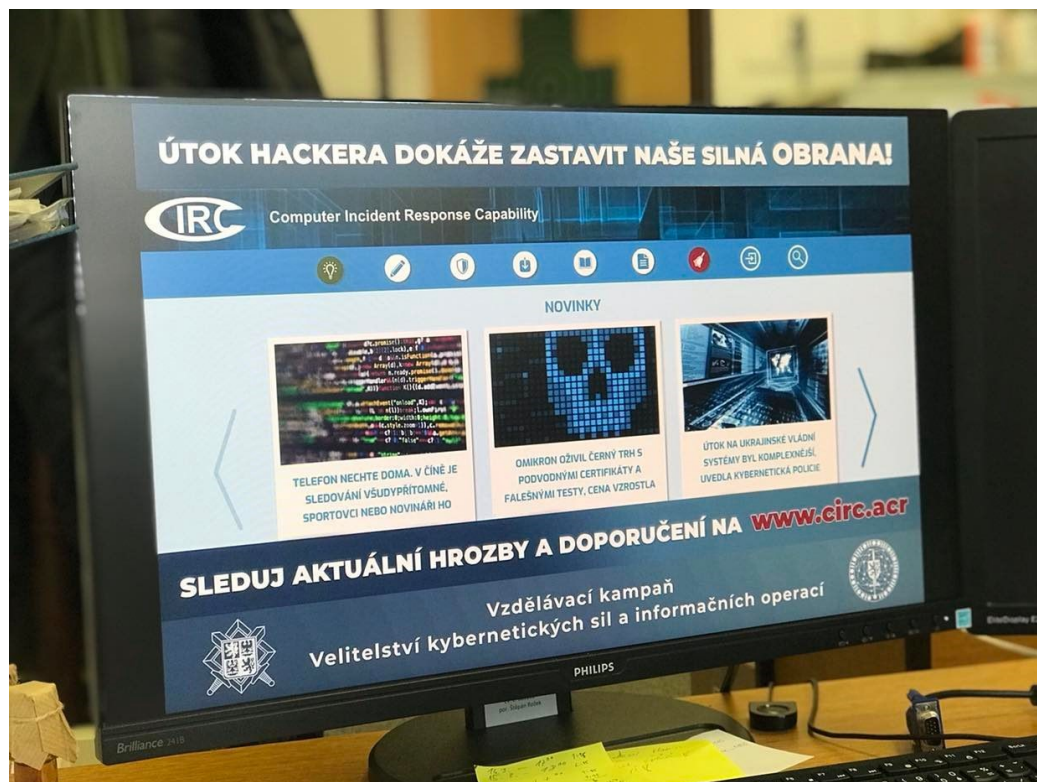 ÚTOK HACKERA DOKÁŽE ZASTAVIT NAŠE SILNÁ OBRANA!
CIRC
Computer Incident Response Capability
NOVINKY
TELEFON NECHTE DOMA. V ČÍNĚ JE
SLEDOVÁNÍ VŠUDYPŘÍTOMNÉ,
SPORTOVCI NEBO NOVINÁŘI HO
OMIKRON OŽIVIL ČERNÝ TRH S
PODVODNÝMI CERTIFIKÁTY A
FALEŠNÝMI TESTY, CENA VZROSTLA
ÚTOK NA UKRAJINSKÉ VLÁDNÍ
SYSTÉMY BYL KOMPLEXNĚJŠÍ,
UVEDLA KYBERNETICKÁ POLICIE
SLEDUJ AKTUÁLNÍ HROZBY A DOPORUČENÍ NA www.circ.acr
Vzdělávací kampaň
Velitelství kybernetických sil a informačních operací
PHILIPS
Brilliance 241B
EliteDisplay